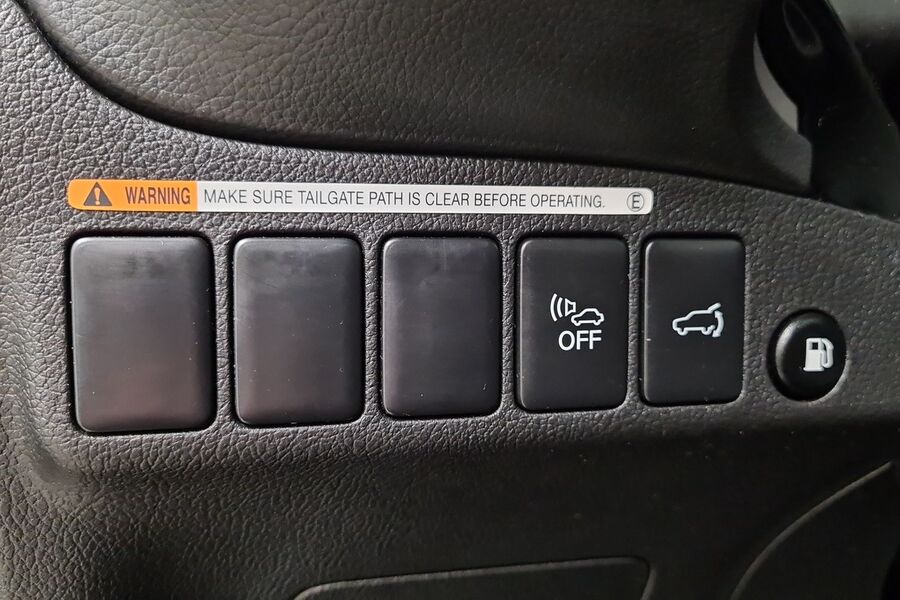 WARNING MAKE SURE TAILGATE PATH IS CLEAR BEFORE OPERATING. E
OFF